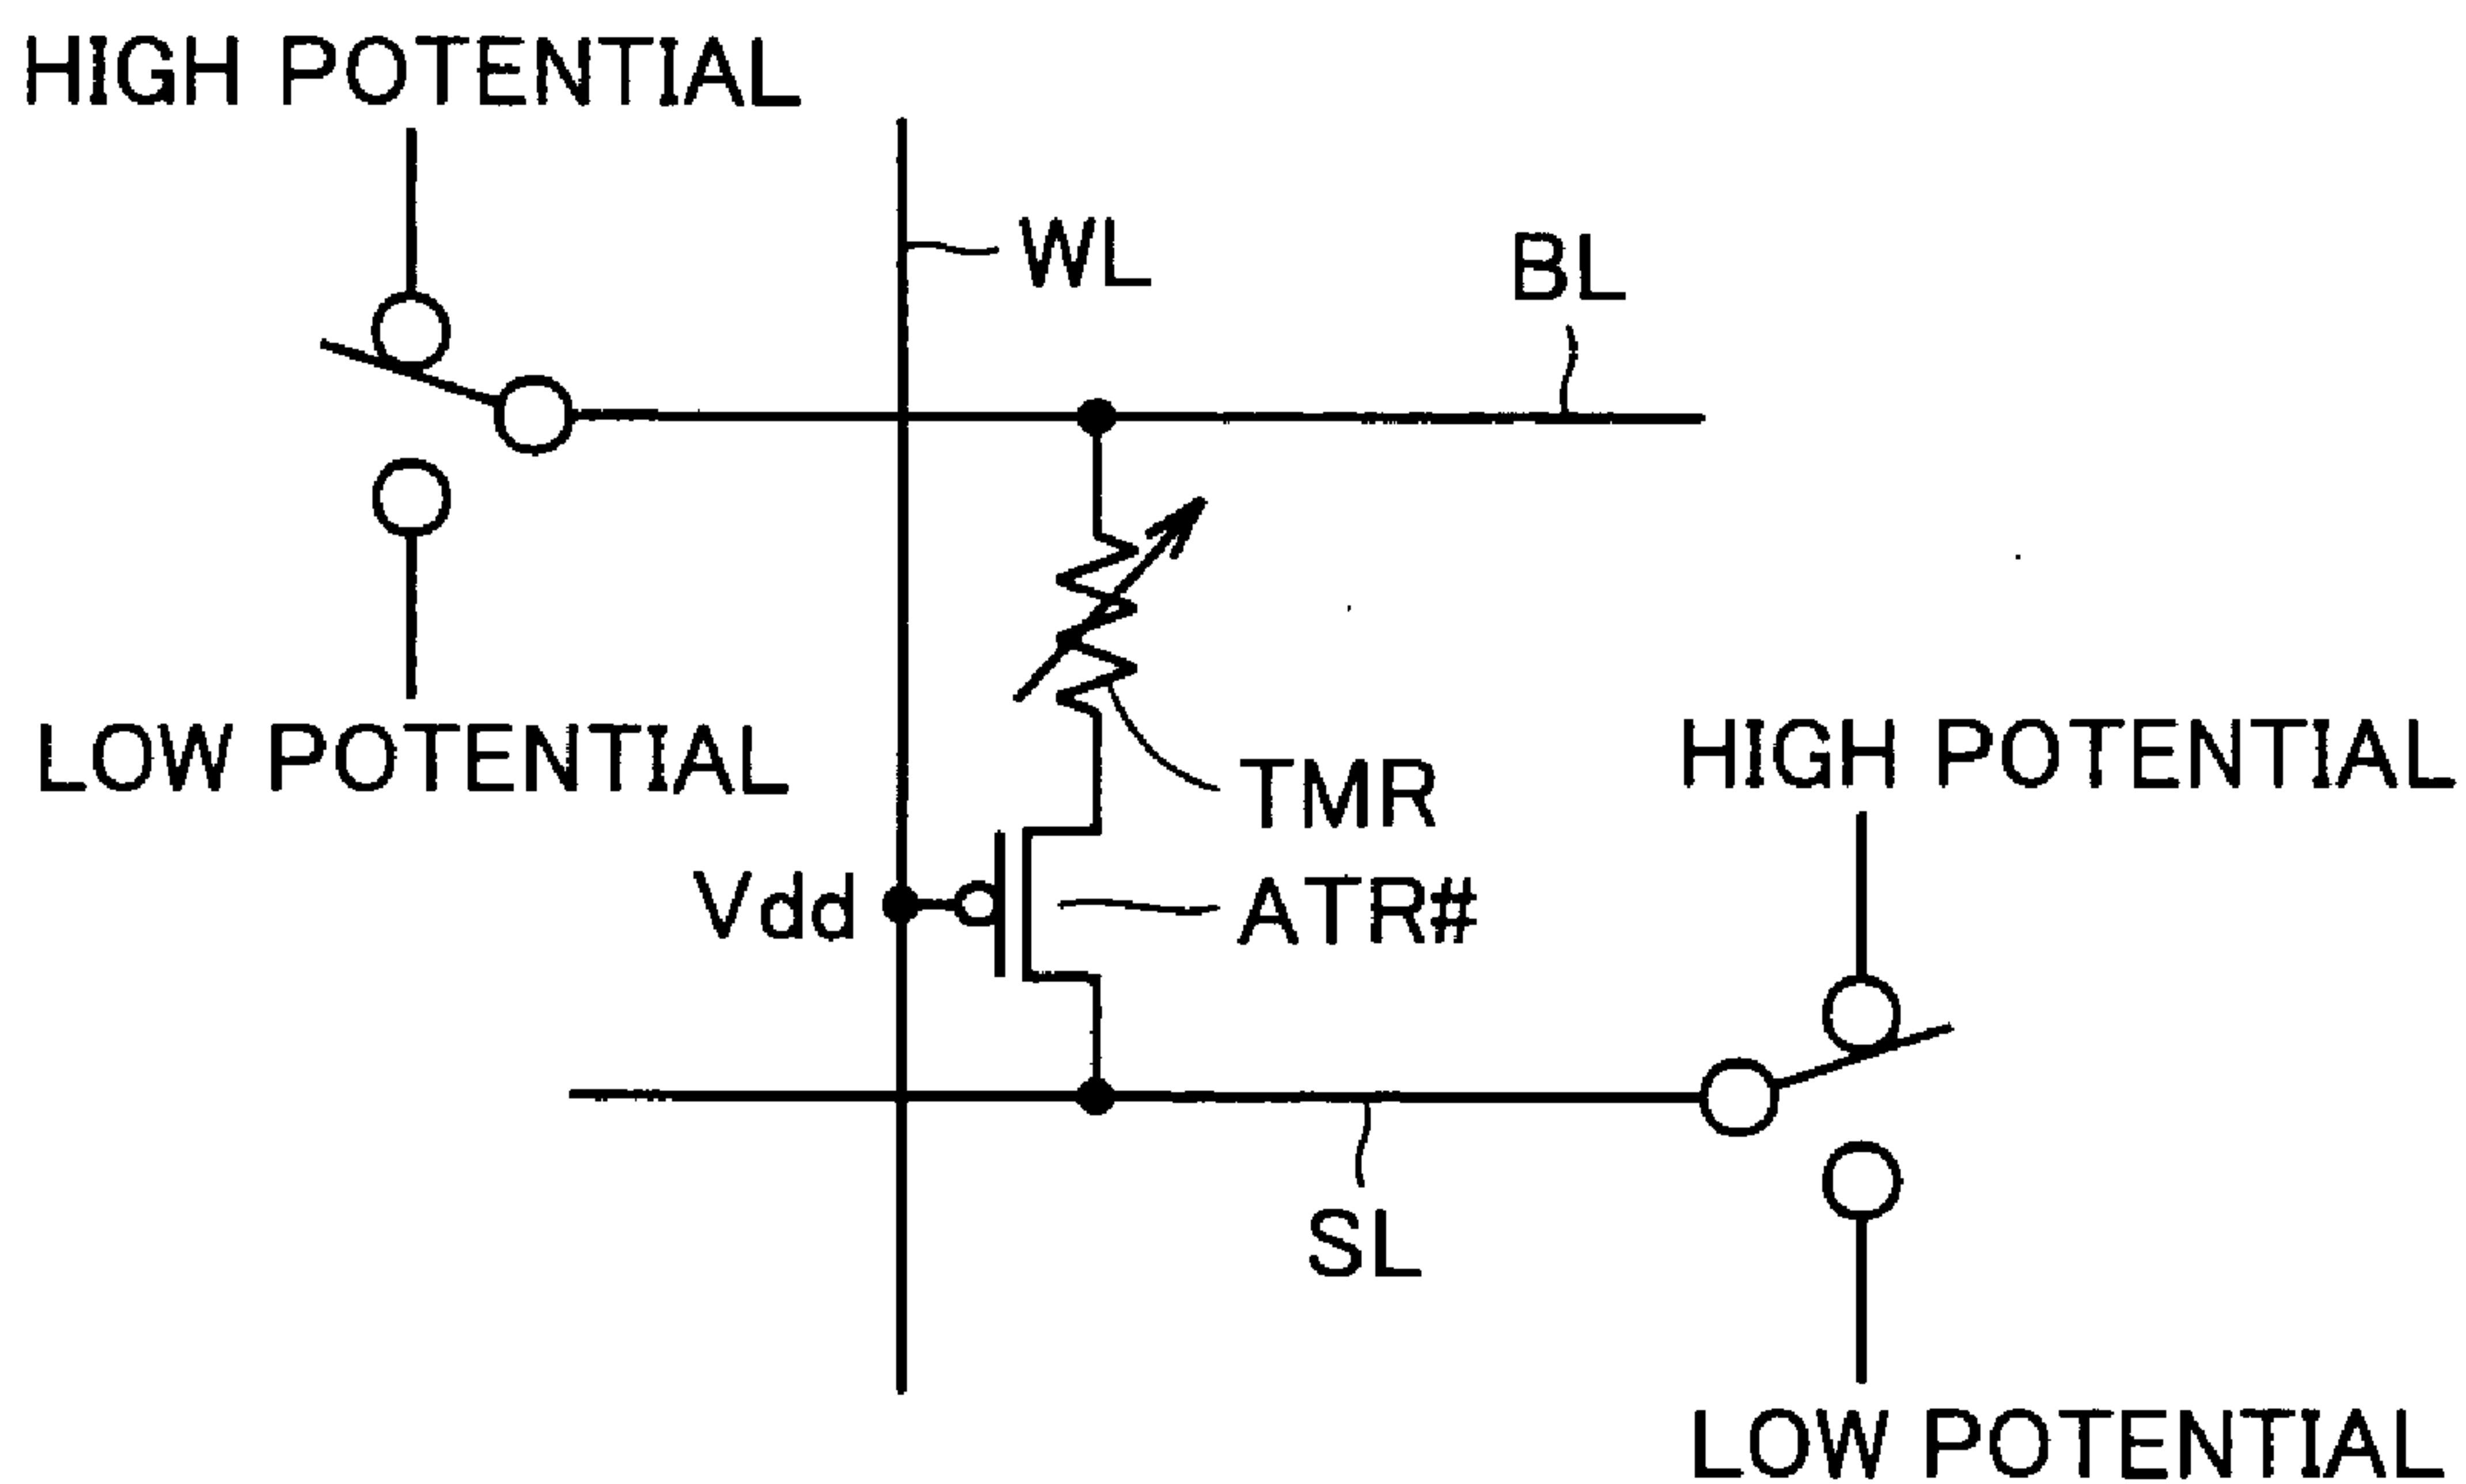 HIGH POTENTIAL
WL
BL
LOW POTENTIAL
TMR
HIGH POTENTIAL
Vdd
ATR#
SL
LOW POTENTIAL